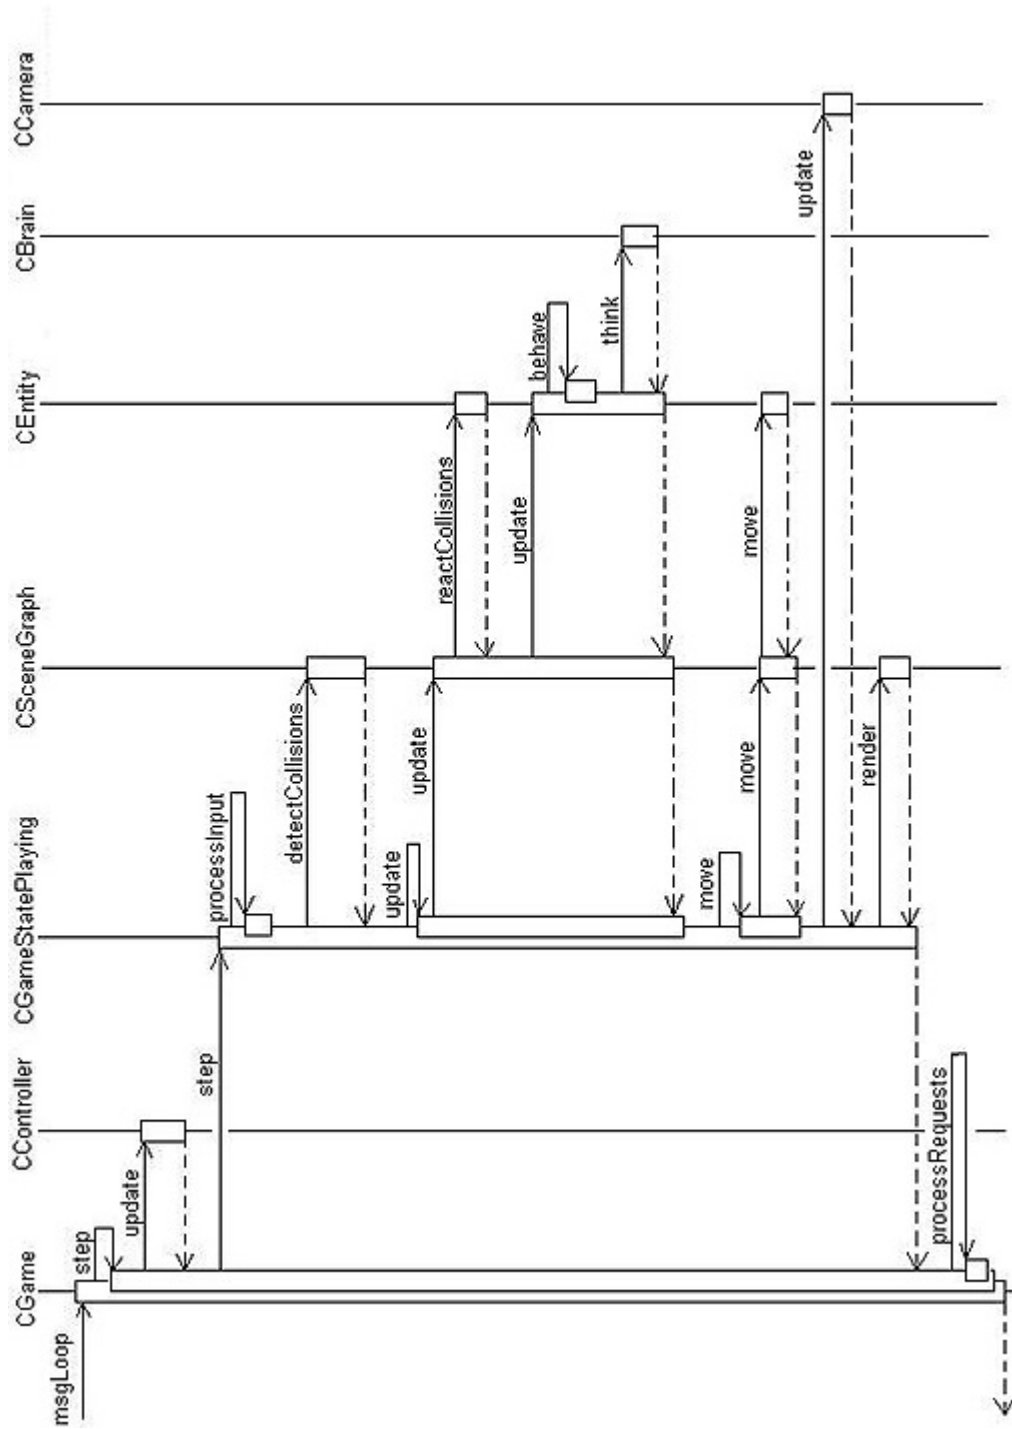 CGame
CController
CGameStatePlaying
CSceneGraph
CEntity
CBrain
CCamera
msgLoop
step
update
step
processInput
detectCollisions
update
update
reactCollisions
update
behave
think
move
move
move
update
render
processRequests